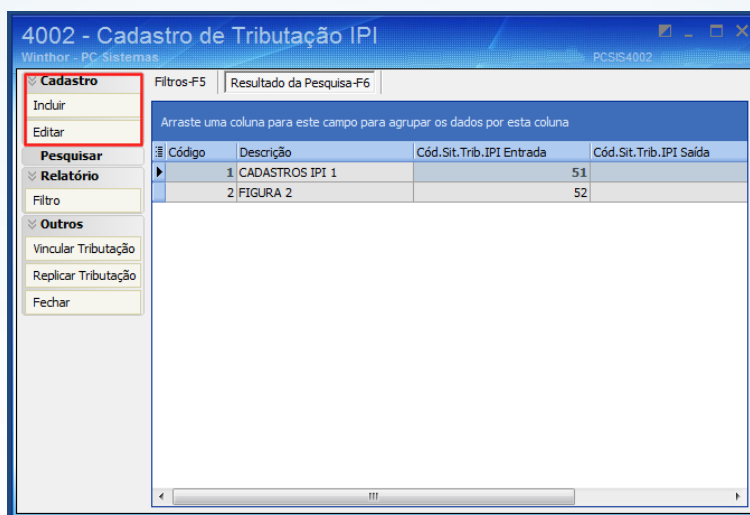 4002 - Cadastro de Tributação IPI
Winthor - PC Sistemas
PCSIS4002
Cadastro
Incluir
Editar
Pesquisar
Relatório
Filtro
Outros
Vincular Tributação
Replicar Tributação
Fechar
Filtros-F5 Resultado da Pesquisa-F6
Arraste uma coluna para este campo para agrupar os dados por esta coluna
Código Descrição Cód.Sit.Trib.IPI Entrada Cód.Sit.Trib.IPI Saída
1 CADASTROS IPI 1 51
2 FIGURA 2 52